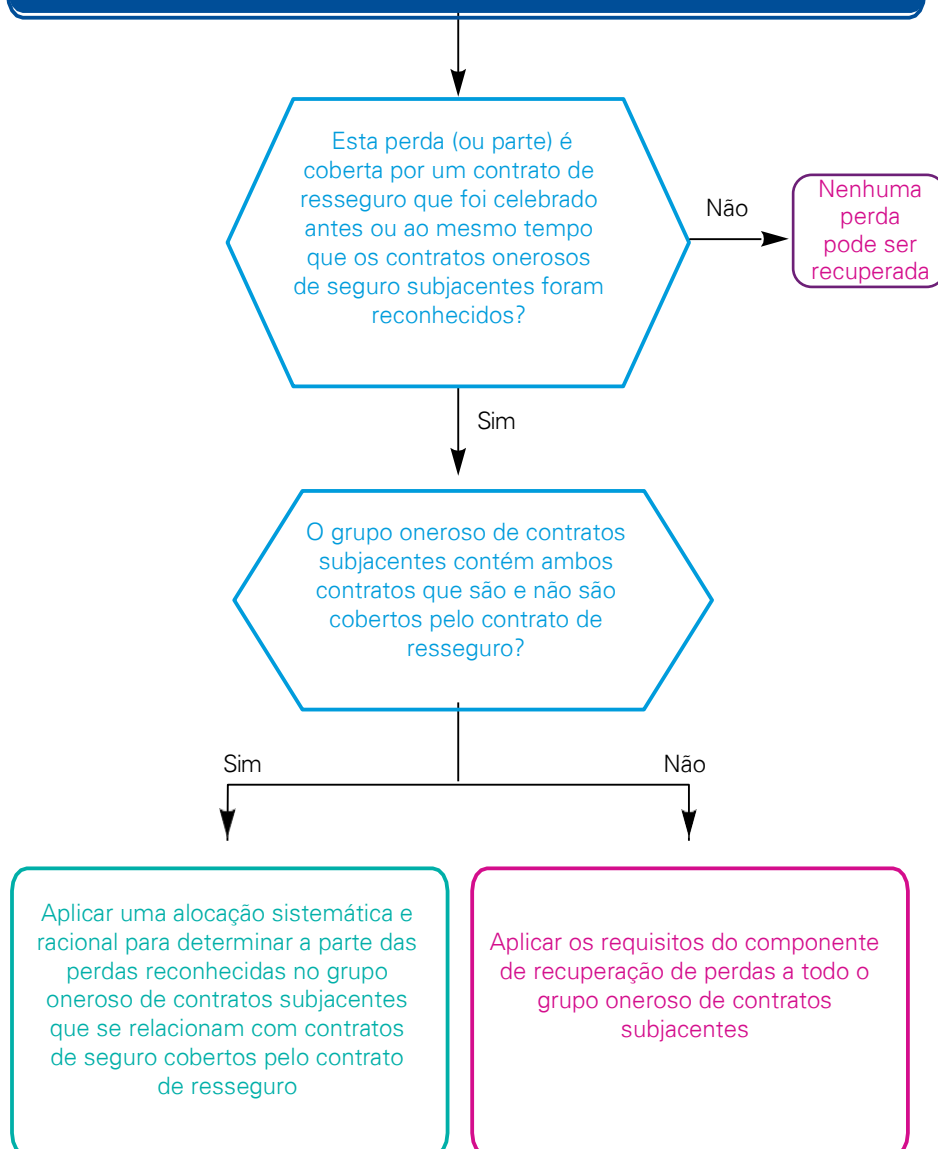 Esta perda (ou parte) é
coberta por um contrato de
resseguro que foi celebrado
antes ou ao mesmo tempo
que os contratos onerosos
de seguro subjacentes foram
reconhecidos?
Não
Nenhuma
perda
pode ser
recuperada
Sim
O grupo oneroso de contratos
subjacentes contém ambos
contratos que são e não são
cobertos pelo contrato de
resseguro?
Sim
Não
Aplicar uma alocação sistemática e
racional para determinar a parte das
perdas reconhecidas no grupo
oneroso de contratos subjacentes
que se relacionam com contratos
de seguro cobertos pelo contrato
de resseguro
Aplicar os requisitos do componente
de recuperação de perdas a todo o
grupo oneroso de contratos
subjacentes